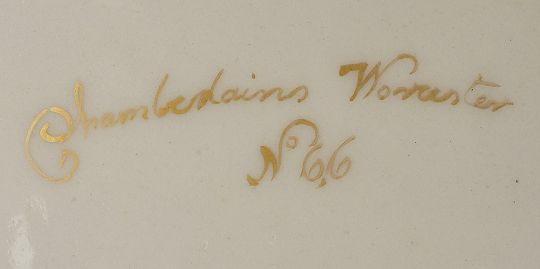 Chamberlains Worcester
No 66